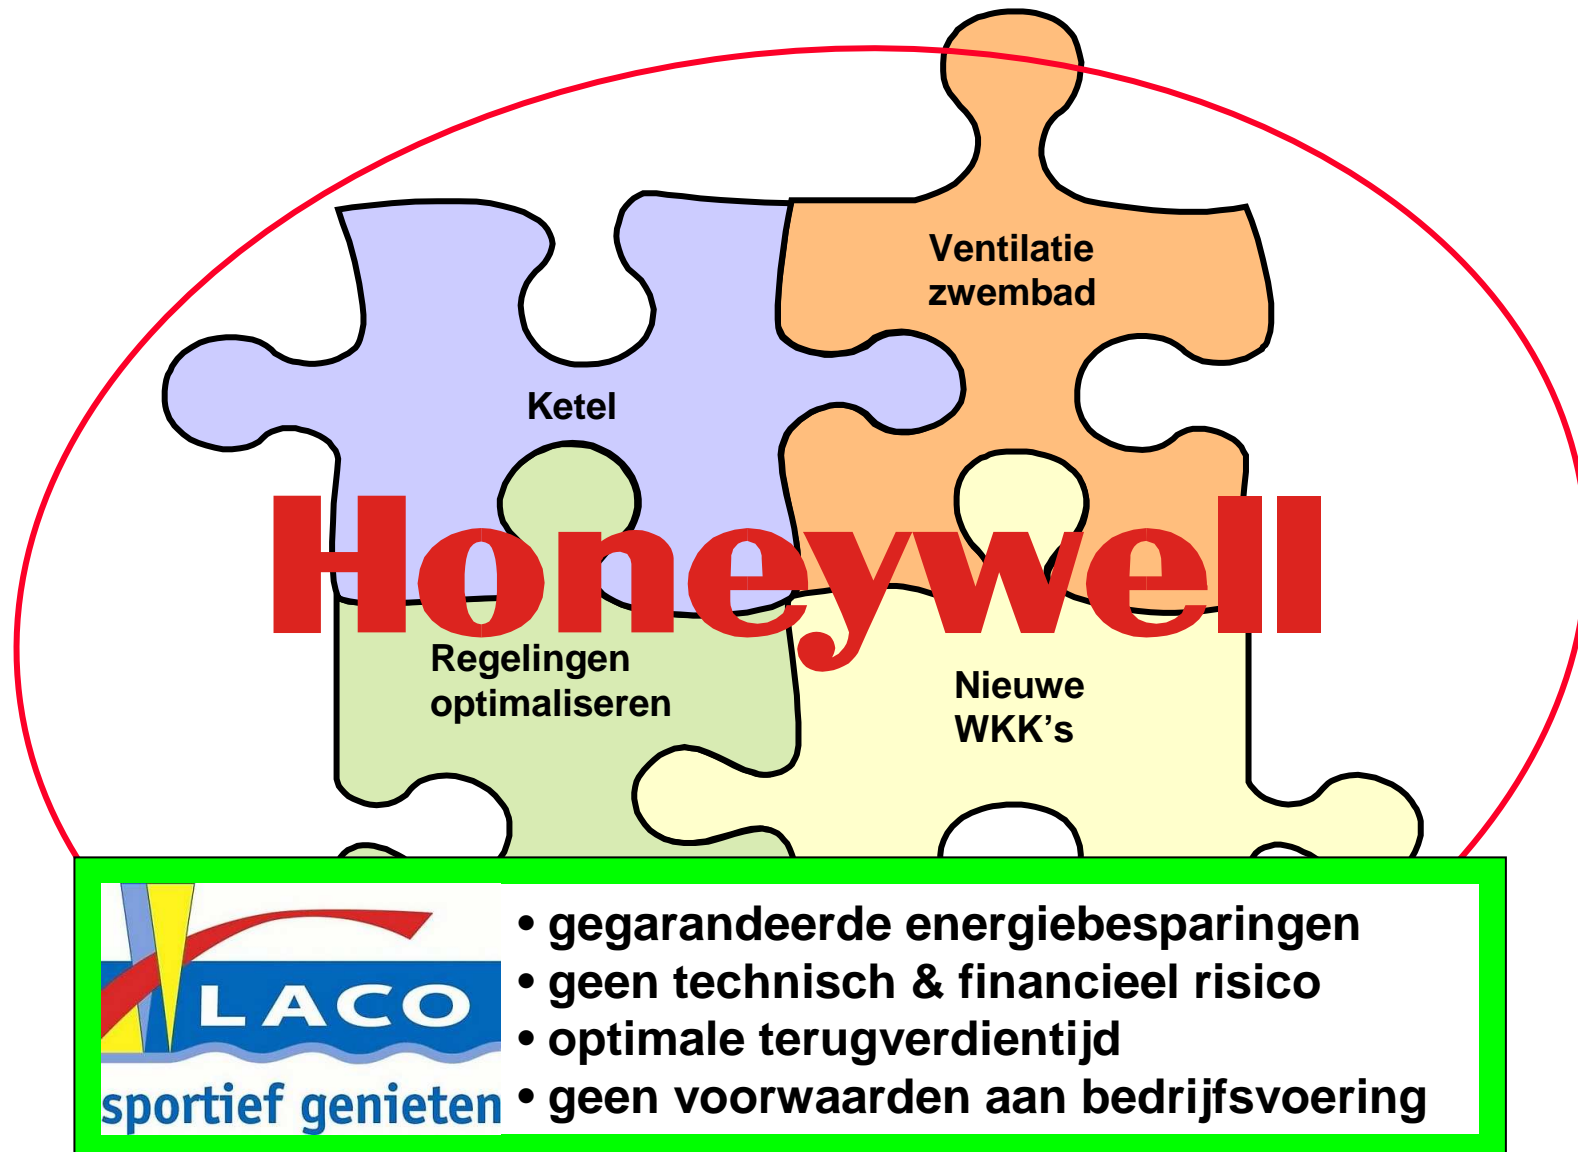 Ventilatie
zwembad
Ketel
Honeywell
Regelingen
optimaliseren
Nieuwe
WKK's
LACO
sportief genieten
• gegarandeerde energiebesparingen
• geen technisch & financieel risico
• optimale terugverdientijd
• geen voorwaarden aan bedrijfsvoering